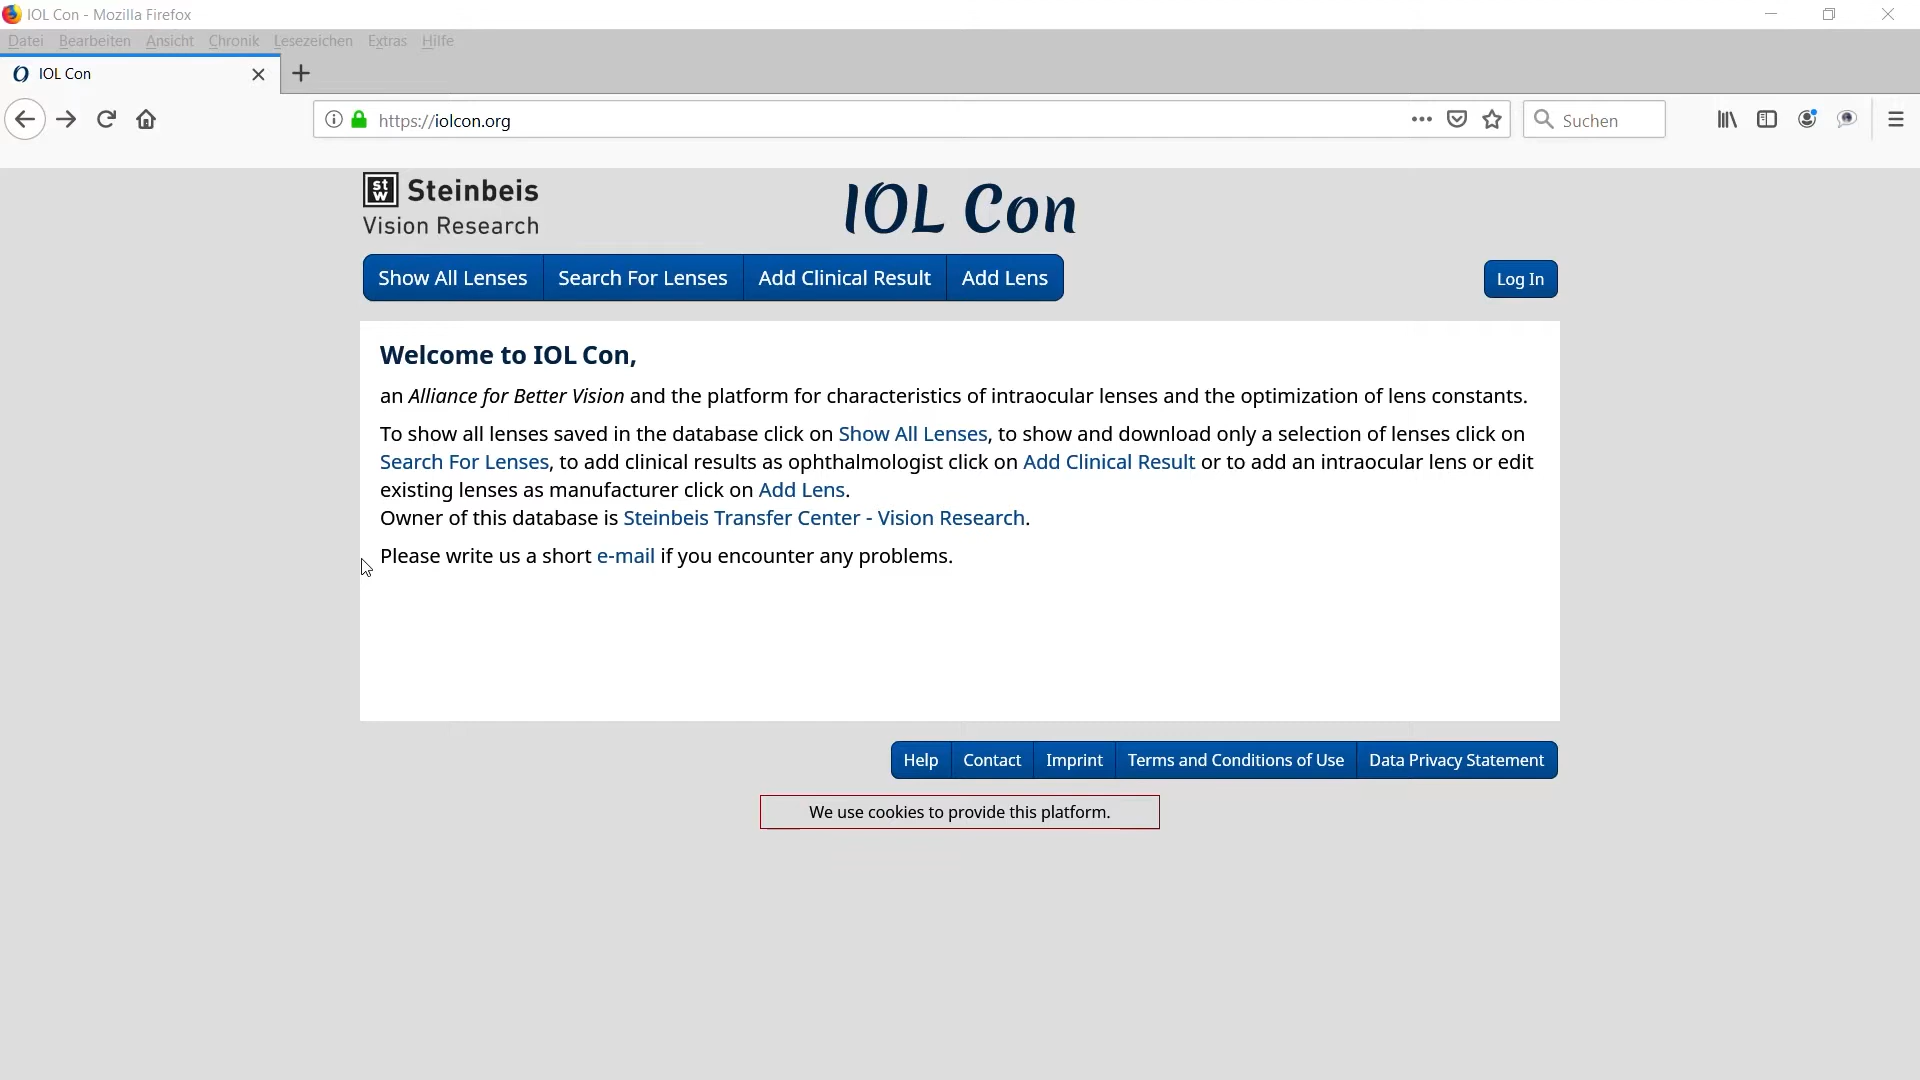 IOL Con - Mozilla Firefox
Datei Bearbeiten Ansicht Chronik Lesezeichen Extras Hilfe
IOL Con
https://iolcon.org
Suchen
stw Steinbeis
Vision Research
IOL Con
Show All Lenses Search For Lenses Add Clinical Result Add Lens
Log In
Welcome to IOL Con,
an Alliance for Better Vision and the platform for characteristics of intraocular lenses and the optimization of lens constants.
To show all lenses saved in the database click on Show All Lenses, to show and download only a selection of lenses click on
Search For Lenses, to add clinical results as ophthalmologist click on Add Clinical Result or to add an intraocular lens or edit
existing lenses as manufacturer click on Add Lens.
Owner of this database is Steinbeis Transfer Center - Vision Research.
Please write us a short e-mail if you encounter any problems.
Help Contact Imprint Terms and Conditions of Use Data Privacy Statement
We use cookies to provide this platform.